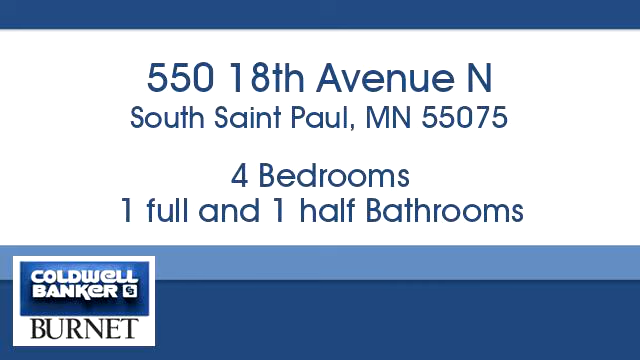 550 18th Avenue N
South Saint Paul, MN 55075
4 Bedrooms
1 full and 1 half Bathrooms
COLDWELL
BANKER
BURNET